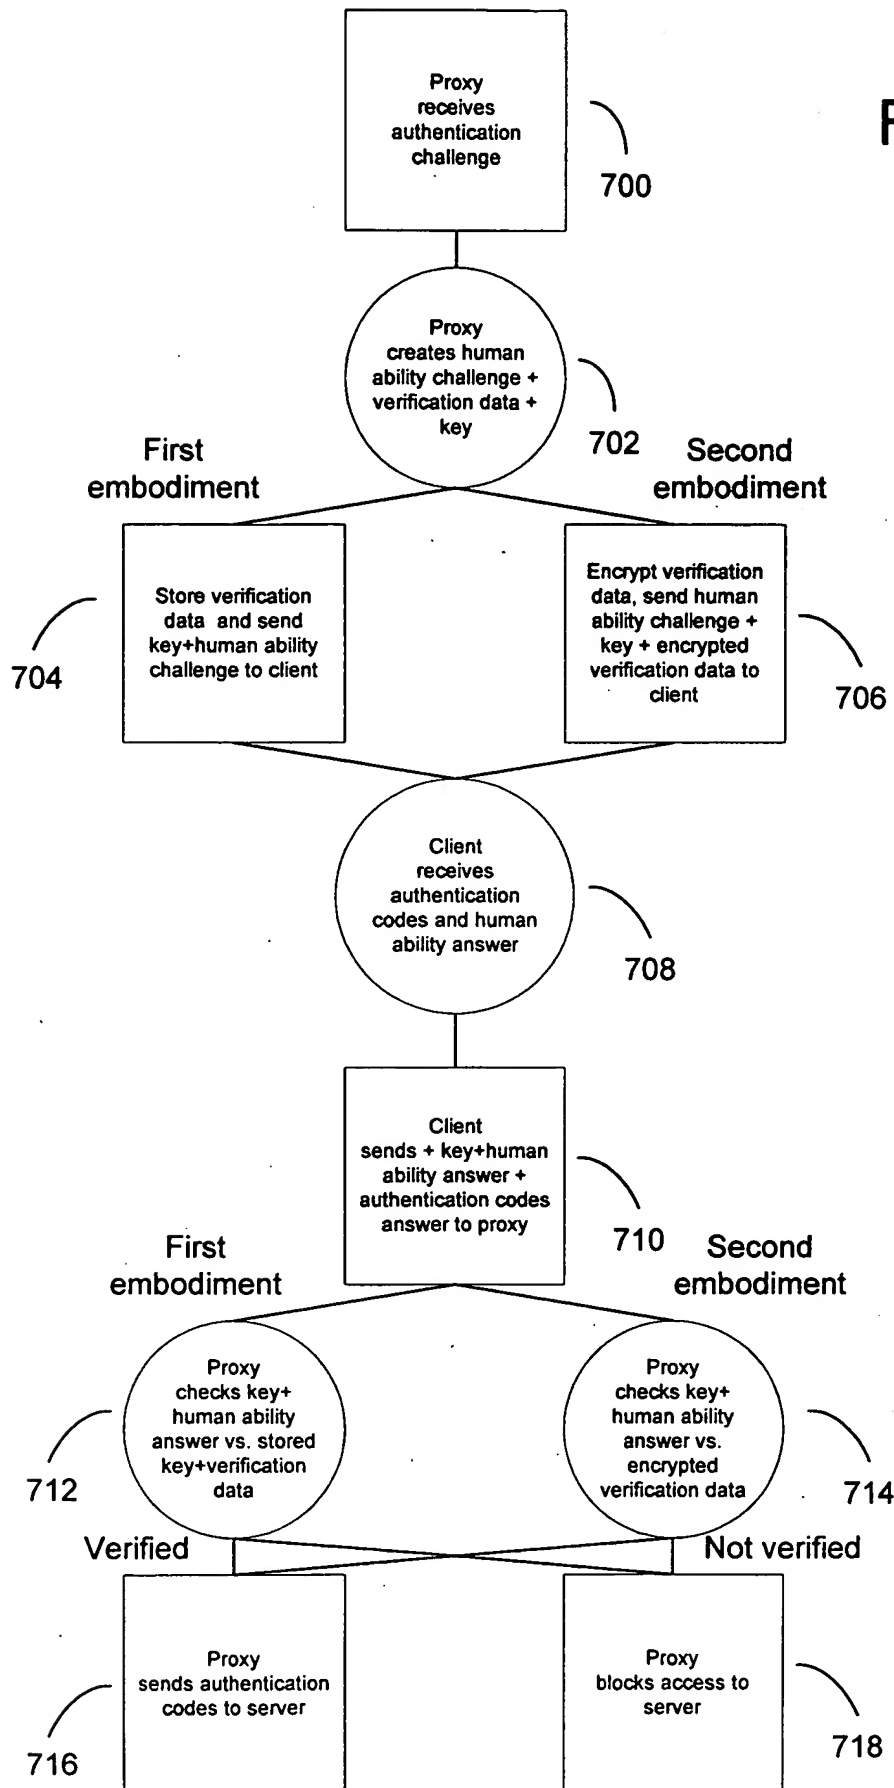 Proxy
receives
authentication
challenge
700
Proxy
creates human
ability challenge +
verification data +
key
702
First
embodiment
Second
embodiment
Store verification
data and send
key+human ability
challenge to client
704
Encrypt verification
data, send human
ability challenge +
key + encrypted
verification data to
client
706
Client
receives
authentication
codes and human
ability answer
708
Client
sends + key+human
ability answer +
authentication codes
answer to proxy
710
First
embodiment
Second
embodiment
Proxy
checks key+
human ability
answer vs. stored
key+verification
data
712
Proxy
checks key+
human ability
answer vs.
encrypted
verification data
714
Verified
Not verified
Proxy
sends authentication
codes to server
716
Proxy
blocks access to
server
718